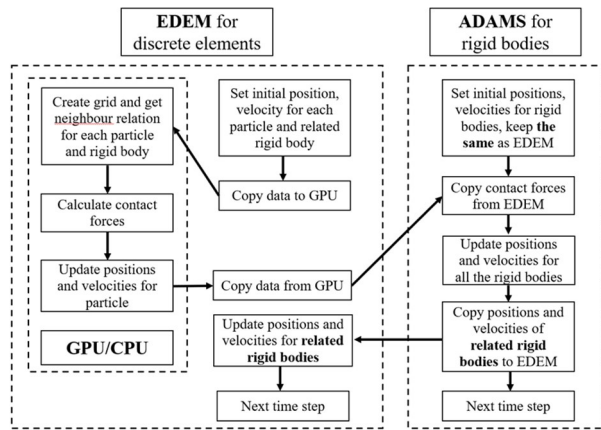 EDEM for
discrete elements
ADAMS for
rigid bodies
Create grid and get
neighbour relation
for each particle
and rigid body
Calculate contact
forces
Update positions
and velocities for
particle
GPU/CPU
Set initial position,
velocity for each
particle and related
rigid body
Copy data to GPU
Copy data from GPU
Update positions and
velocities for related
rigid bodies
Next time step
Set initial positions,
velocities for rigid
bodies, keep the
same as EDEM
Copy contact forces
from EDEM
Update positions
and velocities for
all the rigid bodies
Copy positions and
velocities of
related rigid
bodies to EDEM
Next time step